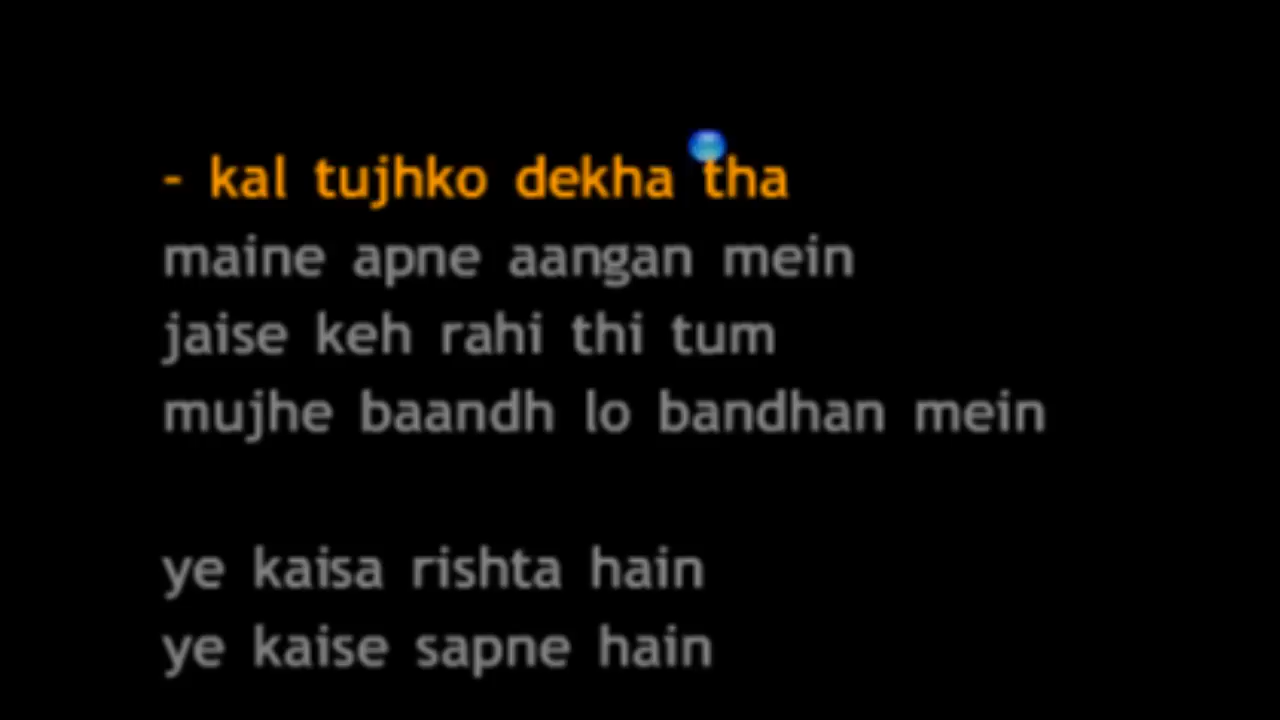 - kal tujhko dekha tha
maine apne aangan mein
jaise keh rahi thi tum
mujhe baandh lo bandhan mein
ye kaisa rishta hain
ye kaise sapne hain